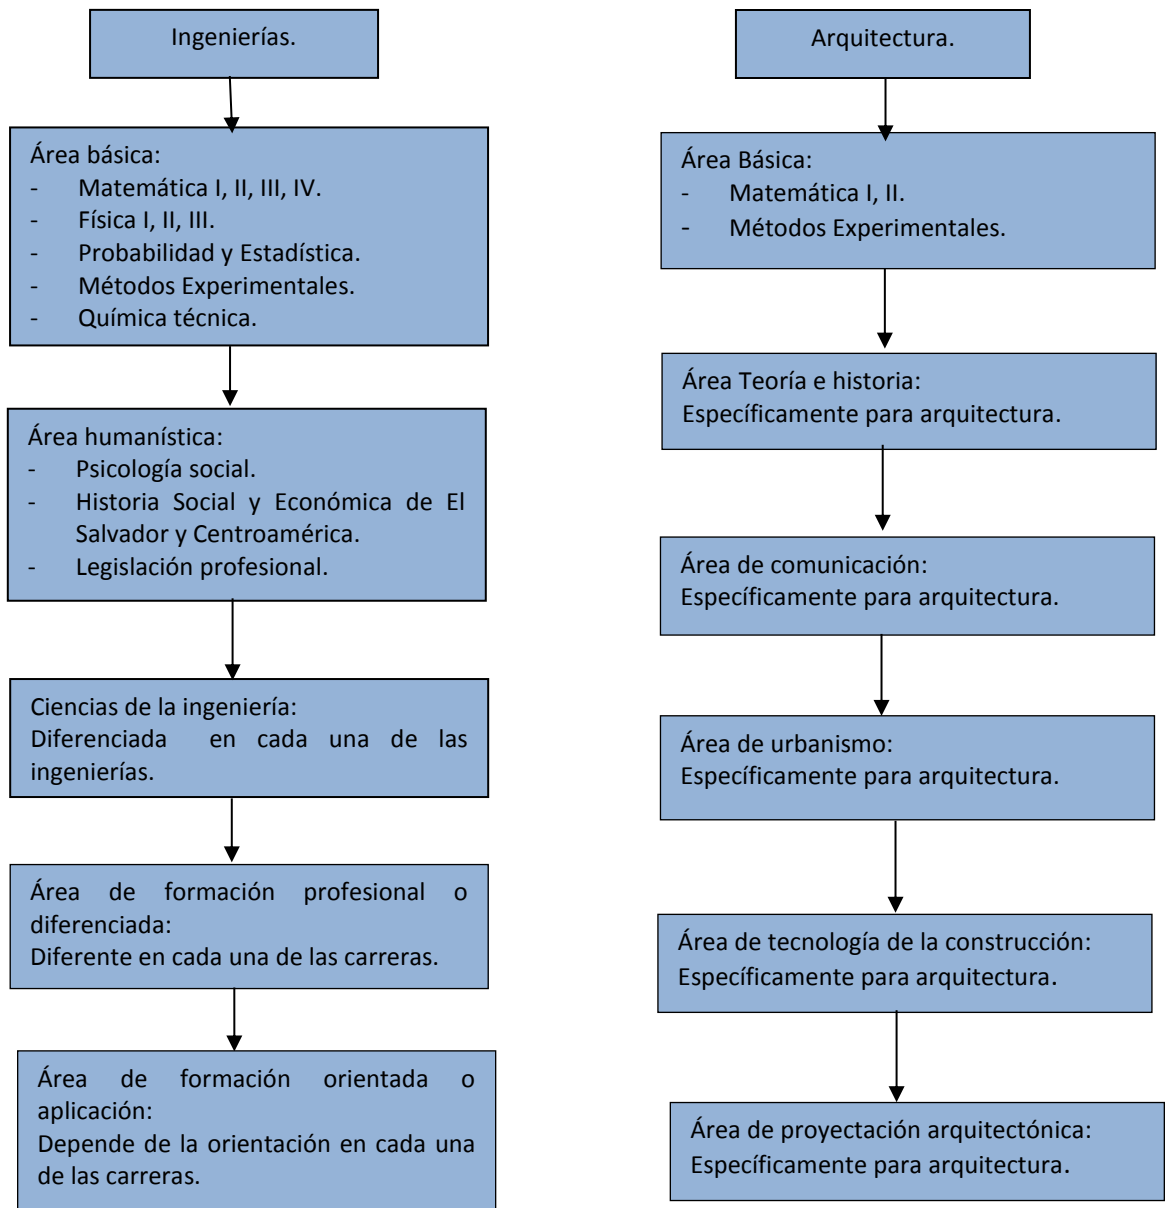 Ingenierías.
Área básica:
- Matemática I, II, III, IV.
- Física I, II, III.
- Probabilidad y Estadística.
- Métodos Experimentales.
- Química técnica.
Área humanística:
- Psicología social.
- Historia Social y Económica de El
Salvador y Centroamérica.
- Legislación profesional.
Ciencias de la ingeniería:
Diferenciada en cada una de las
ingenierías.
Área de formación profesional o
diferenciada:
Diferente en cada una de las carreras.
Área de formación orientada o
aplicación:
Depende de la orientación en cada una
de las carreras.
Arquitectura.
Área Básica:
- Matemática I, II.
- Métodos Experimentales.
Área Teoría e historia:
Específicamente para arquitectura.
Área de comunicación:
Específicamente para arquitectura.
Área de urbanismo:
Específicamente para arquitectura.
Área de tecnología de la construcción:
Específicamente para arquitectura.
Área de proyectación arquitectónica:
Específicamente para arquitectura.